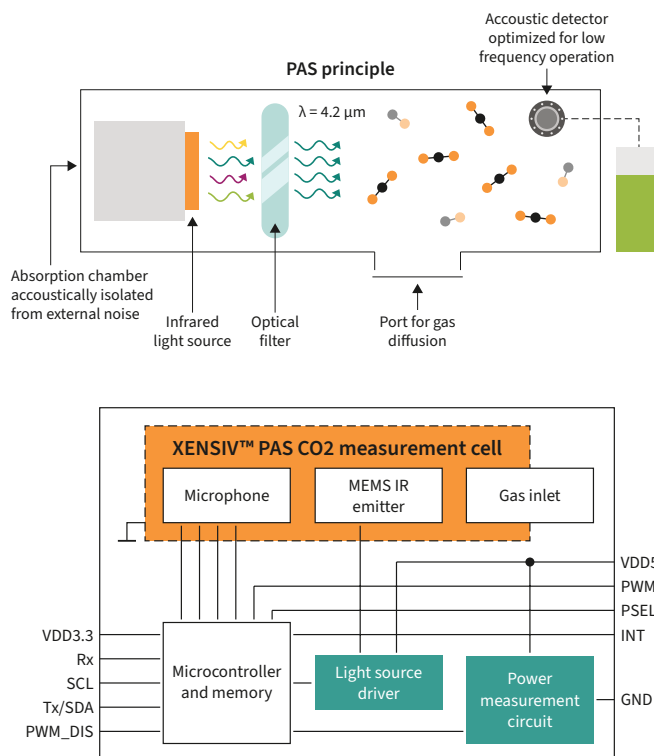 Accoustic detector
optimized for low
frequency operation
PAS principle
λ = 4.2 µm
Absorption chamber
accoustically isolated
from external noise
Infrared
light source
Optical
filter
Port for gas
diffusion
XENSIV™ PAS CO2 measurement cell
Microphone
MEMS IR
emitter
Gas inlet
VDD5
PWM
PSEL
INT
GND
VDD3.3
Rx
SCL
Tx/SDA
PWM_DIS
Microcontroller
and memory
Light source
driver
Power
measurement
circuit